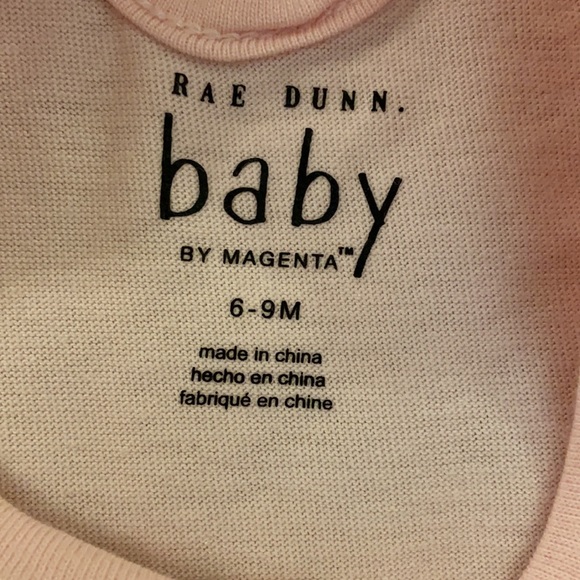 RAE DUNN.
baby
BY MAGENTA™
6-9M
made in china
hecho en china
fabriqué en chine